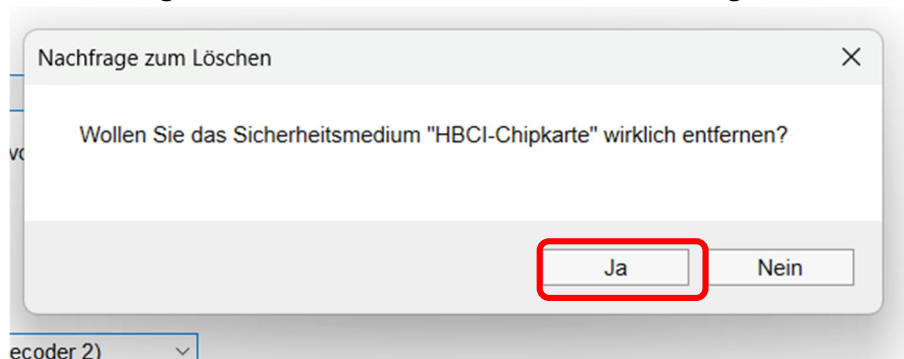 Nachfrage zum Löschen
Wollen Sie das Sicherheitsmedium "HBCI-Chipkarte" wirklich entfernen?
Ja
Nein
ecoder 2)